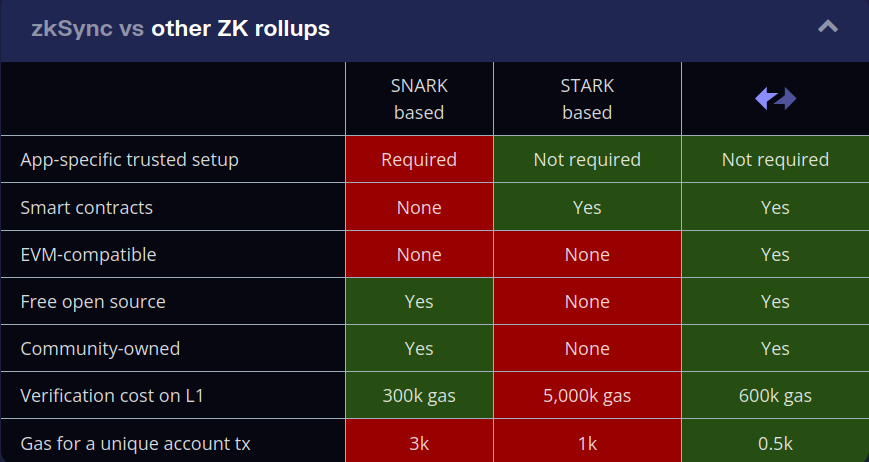 zkSync vs other ZK rollups
SNARK based STARK based
App-specific trusted setup Required Not required Not required
Smart contracts None Yes Yes
EVM-compatible None None Yes
Free open source Yes None Yes
Community-owned Yes None Yes
Verification cost on L1 300k gas 5,000k gas 600k gas
Gas for a unique account tx 3k 1k 0.5k